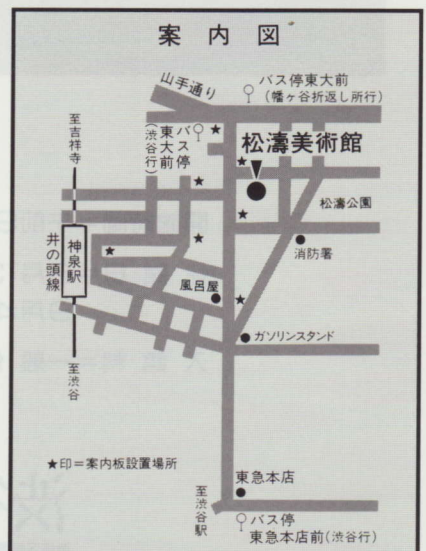 案内図
山手通り
バス停東大前
(幡ヶ谷折返し所行)
至吉祥寺
バス停
東大前
(渋谷行)
松濤美術館
松濤公園
井の頭線
神泉駅
消防署
風呂屋
ガソリンスタンド
至渋谷
★印=案内板設置場所
至渋谷駅
東急本店
バス停
東急本店前(渋谷行)